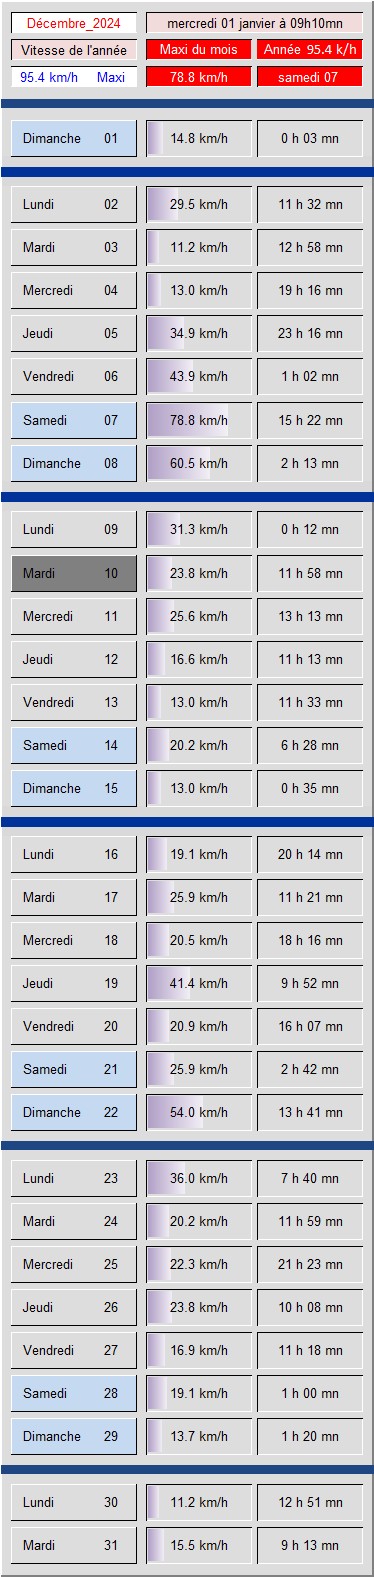 Décembre_2024 mercredi 01 janvier à 09h10mn
Vitesse de l'année Maxi du mois Année 95.4 k/h
95.4 km/h Maxi 78.8 km/h samedi 07
Dimanche 01 14.8 km/h 0 h 03 mn
Lundi 02 29.5 km/h 11 h 32 mn
Mardi 03 11.2 km/h 12 h 58 mn
Mercredi 04 13.0 km/h 19 h 16 mn
Jeudi 05 34.9 km/h 23 h 16 mn
Vendredi 06 43.9 km/h 1 h 02 mn
Samedi 07 78.8 km/h 15 h 22 mn
Dimanche 08 60.5 km/h 2 h 13 mn
Lundi 09 31.3 km/h 0 h 12 mn
Mardi 10 23.8 km/h 11 h 58 mn
Mercredi 11 25.6 km/h 13 h 13 mn
Jeudi 12 16.6 km/h 11 h 13 mn
Vendredi 13 13.0 km/h 11 h 33 mn
Samedi 14 20.2 km/h 6 h 28 mn
Dimanche 15 13.0 km/h 0 h 35 mn
Lundi 16 19.1 km/h 20 h 14 mn
Mardi 17 25.9 km/h 11 h 21 mn
Mercredi 18 20.5 km/h 18 h 16 mn
Jeudi 19 41.4 km/h 9 h 52 mn
Vendredi 20 20.9 km/h 16 h 07 mn
Samedi 21 25.9 km/h 2 h 42 mn
Dimanche 22 54.0 km/h 13 h 41 mn
Lundi 23 36.0 km/h 7 h 40 mn
Mardi 24 20.2 km/h 11 h 59 mn
Mercredi 25 22.3 km/h 21 h 23 mn
Jeudi 26 23.8 km/h 10 h 08 mn
Vendredi 27 16.9 km/h 11 h 18 mn
Samedi 28 19.1 km/h 1 h 00 mn
Dimanche 29 13.7 km/h 1 h 20 mn
Lundi 30 11.2 km/h 12 h 51 mn
Mardi 31 15.5 km/h 9 h 13 mn